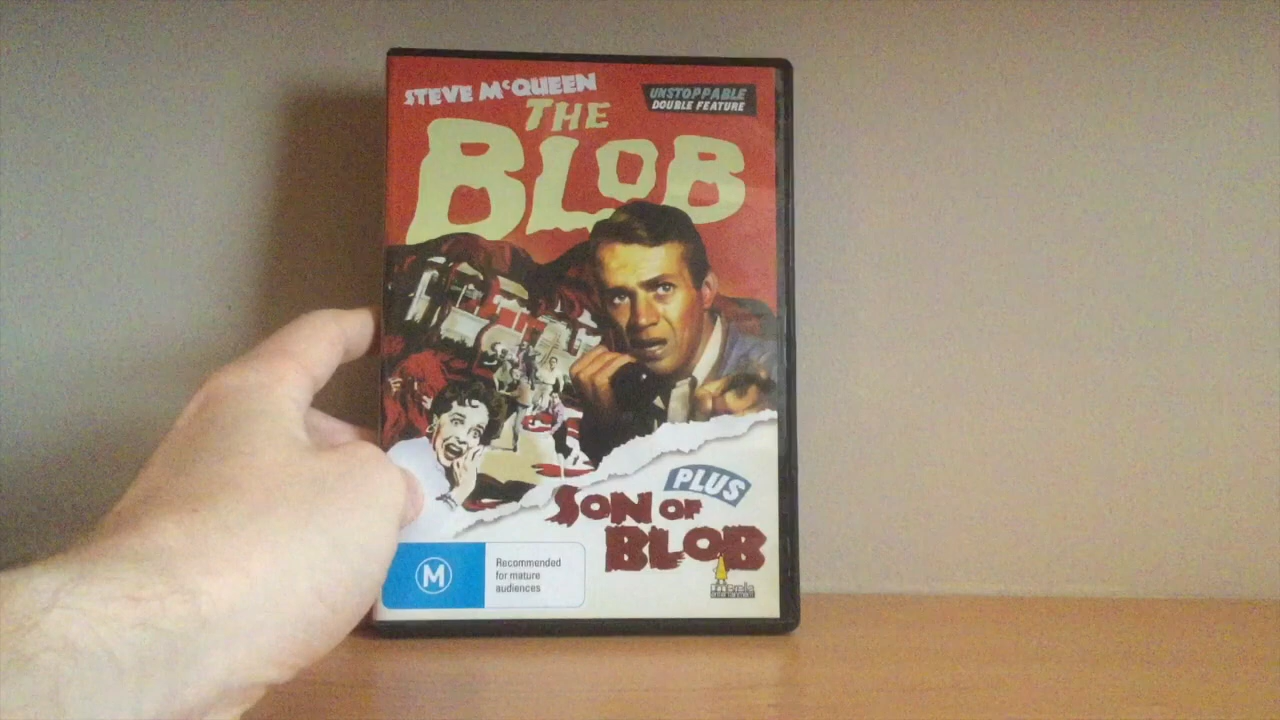 STEVE McQUEEN
UNSTOPPABLE
DOUBLE FEATURE
THE
BLOB
PLUS
SON OF
BLOB
M
Recommended
for mature
audiences